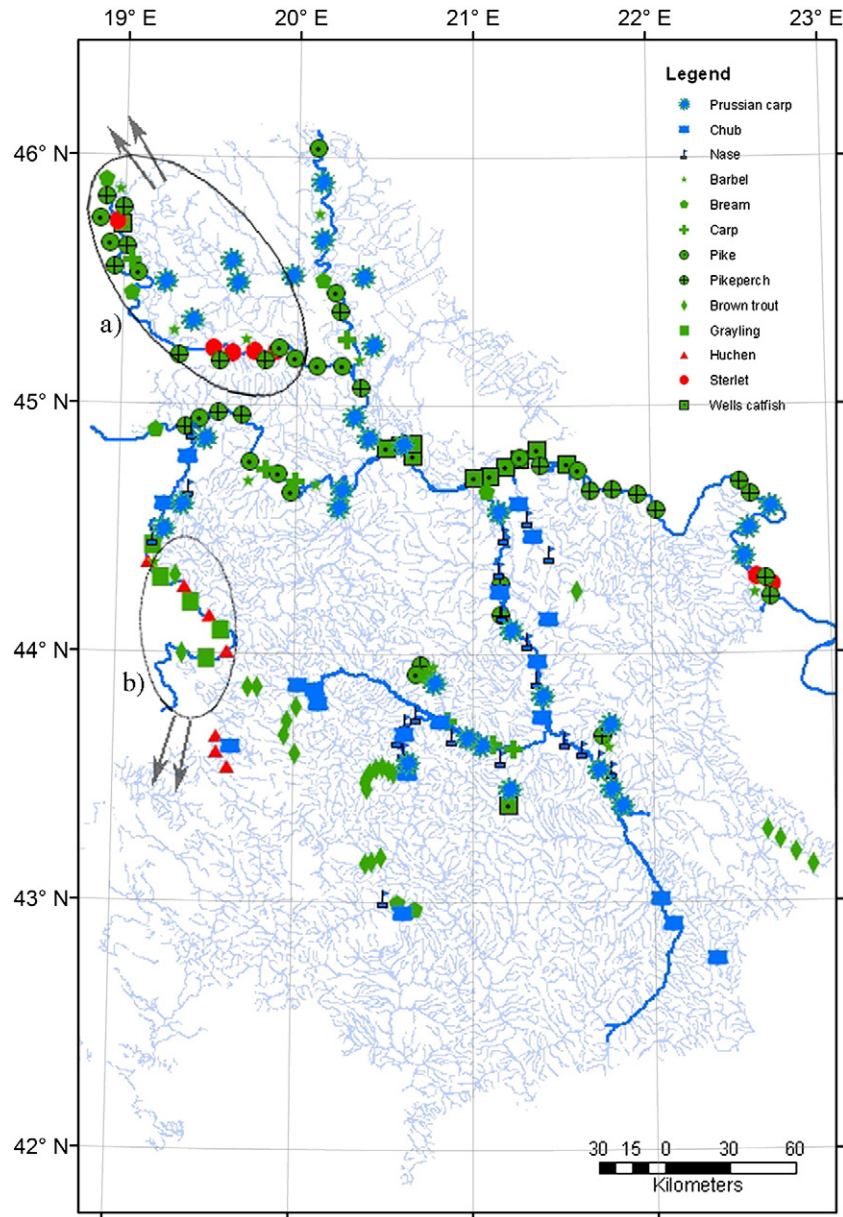 19° E 20° E 21° E 22° E 23° E
46° N
45° N
44° N
43° N
42° N
Legend
Prussian carp
Chub
Nase
Barbel
Bream
Carp
Pike
Pikeperch
Brown trout
Grayling
Huchen
Sterlet
Wells catfish
a)
b)
30 15 0 30 60
Kilometers